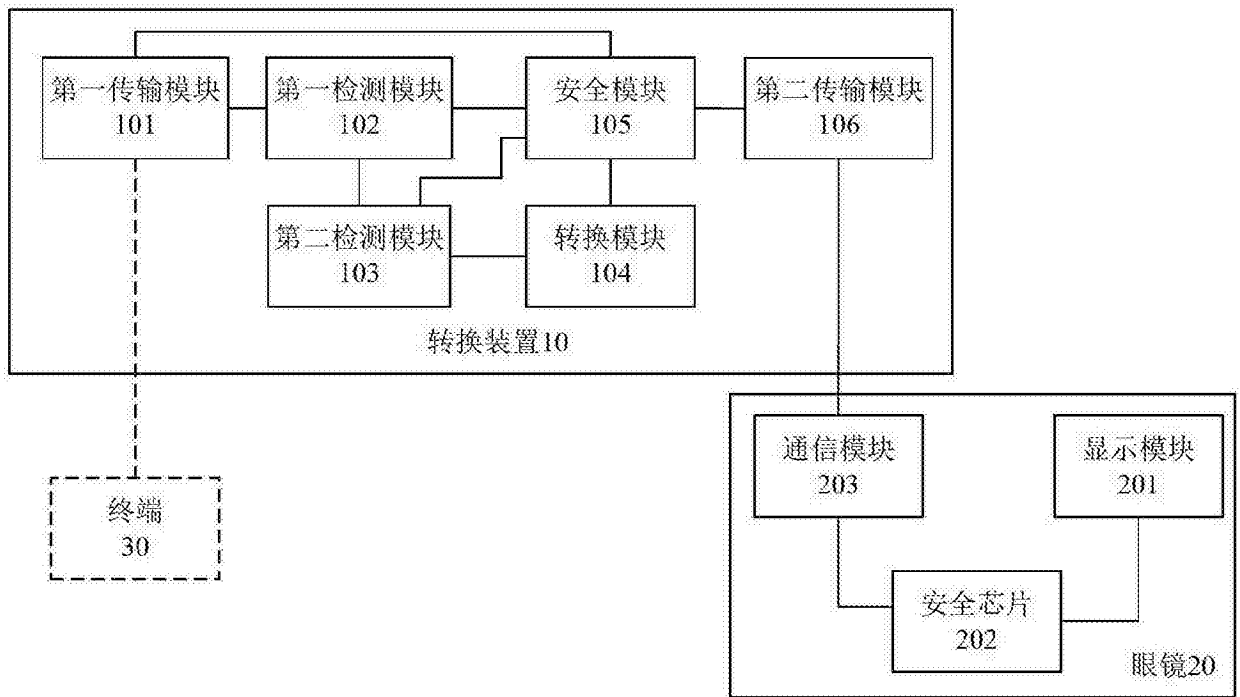 第一传输模块
101
第一检测模块
102
安全模块
105
第二传输模块
106
第二检测模块
103
转换模块
104
转换装置10
终端
30
通信模块
203
显示模块
201
安全芯片
202
眼镜20